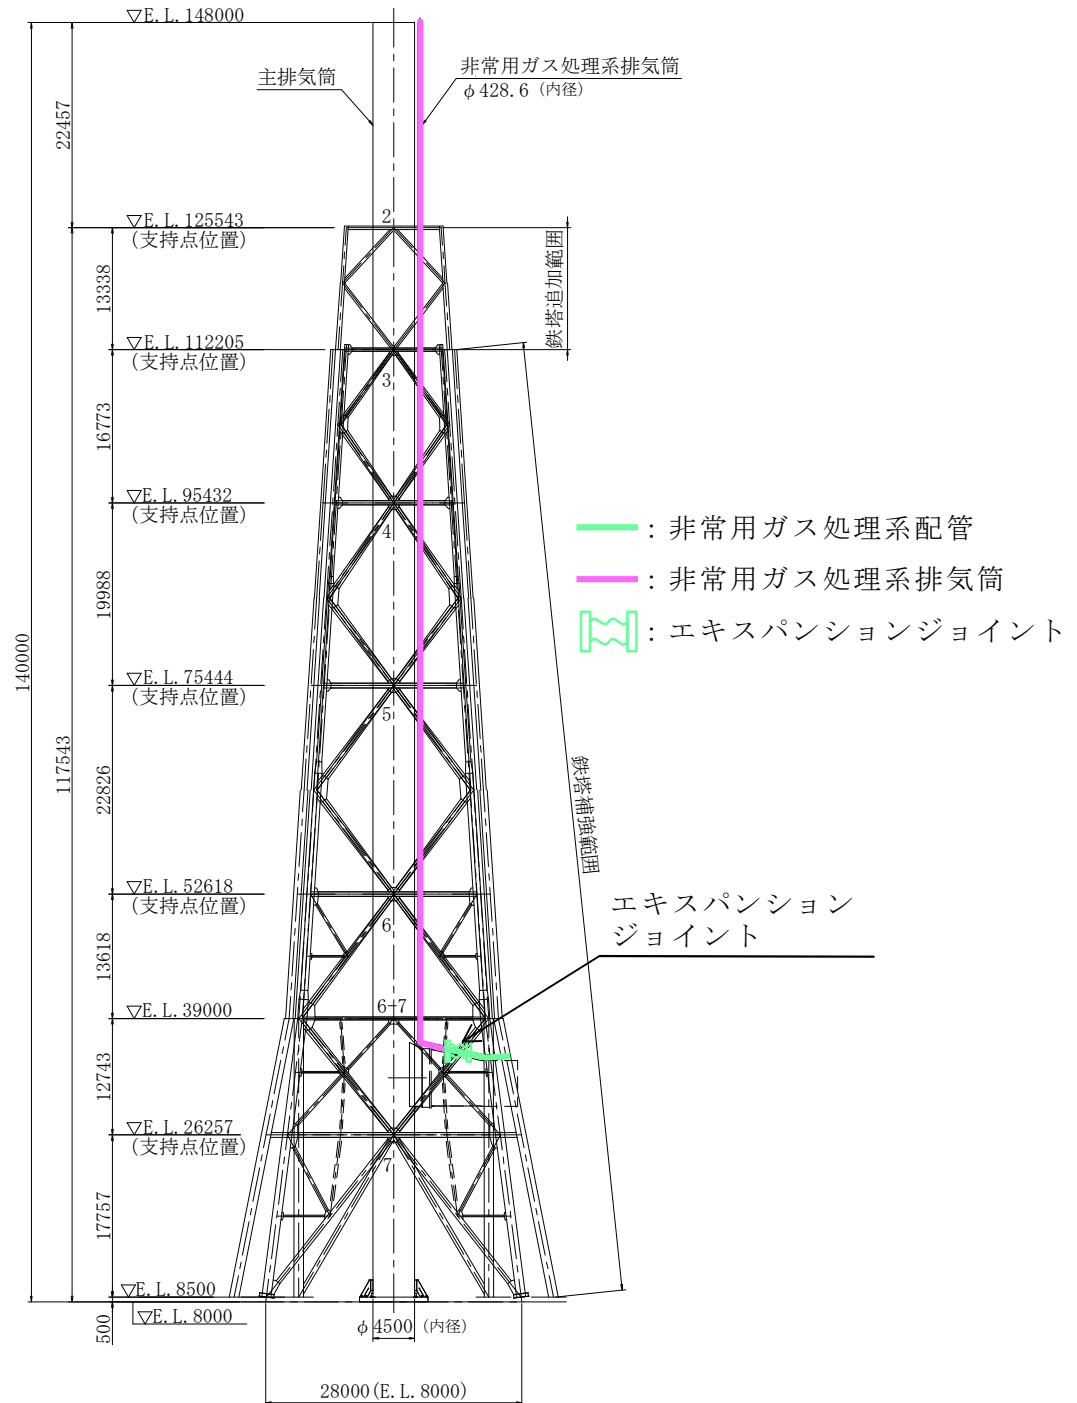 ▽E.L.148000
主排気筒
非常用ガス処理系排気筒
φ428.6 (内径)
22457
2
▽E.L.125543
(支持点位置)
鉄塔追加範囲
13338
▽E.L.112205
(支持点位置)
3
16773
▽E.L.95432
(支持点位置)
4
: 非常用ガス処理系配管
: 非常用ガス処理系排気筒
: エキスパンションジョイント
19988
140000
▽E.L.75444
(支持点位置)
5
117543
22826
鉄塔補強範囲
▽E.L.52618
(支持点位置)
6
エキスパンション
ジョイント
13618
▽E.L.39000
6-7
12743
▽E.L.26257
(支持点位置)
7
17757
▽E.L.8500
▽E.L.8000
500
φ4500 (内径)
28000(E.L.8000)